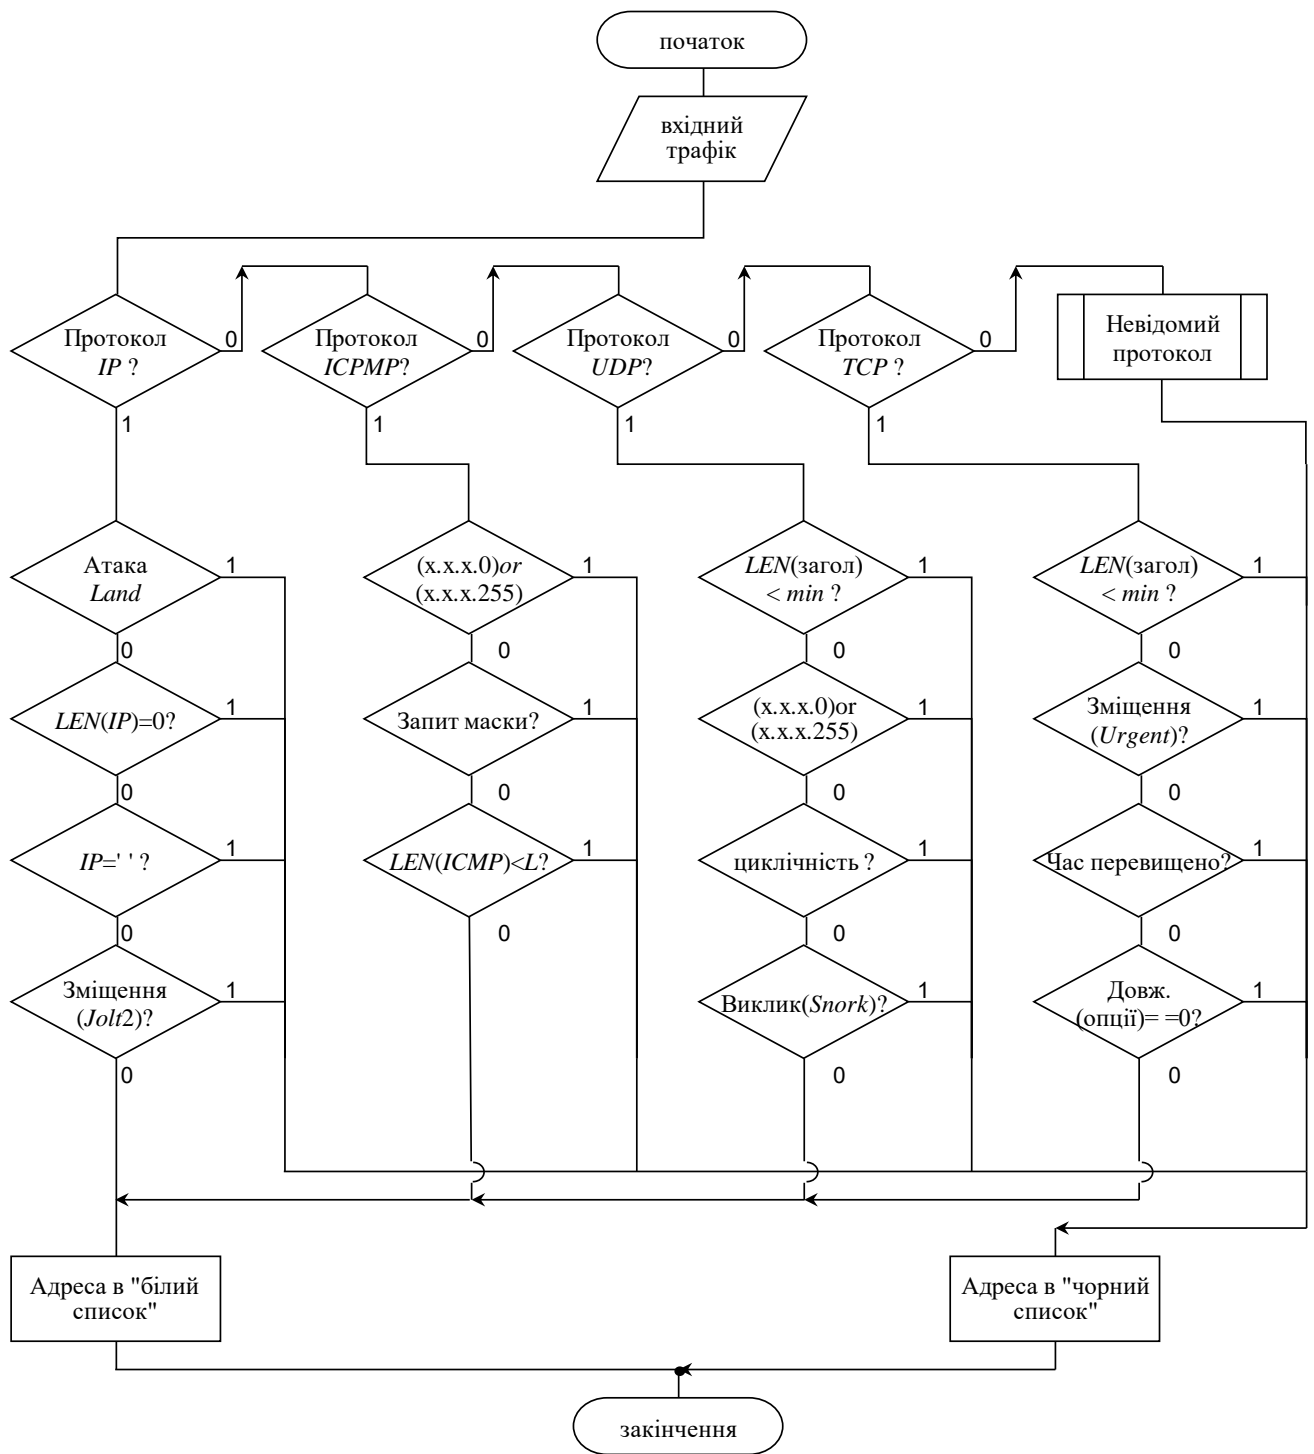 початок
вхідний
трафік
Протокол
IP ?
0
1
Протокол
ICPMP?
0
1
Протокол
UDP?
0
1
Протокол
TCP ?
0
1
Невідомий
протокол
Атака
Land
1
0
(x.x.x.0)or
(x.x.x.255)
1
0
LEN(загол)
< min ?
1
0
LEN(загол)
< min ?
1
0
LEN(IP)=0?
1
0
Запит маски?
1
0
(x.x.x.0)or
(x.x.x.255)
1
0
Зміщення
(Urgent)?
1
0
IP=' ' ?
1
0
LEN(ICMP)<L?
1
0
циклічність ?
1
0
Час перевищено?
1
0
Зміщення
(Jolt2)?
1
0
Виклик(Snork)?
1
0
Довж.
(опції)= =0?
1
0
Адреса в "білий
список"
Адреса в "чорний
список"
закінчення